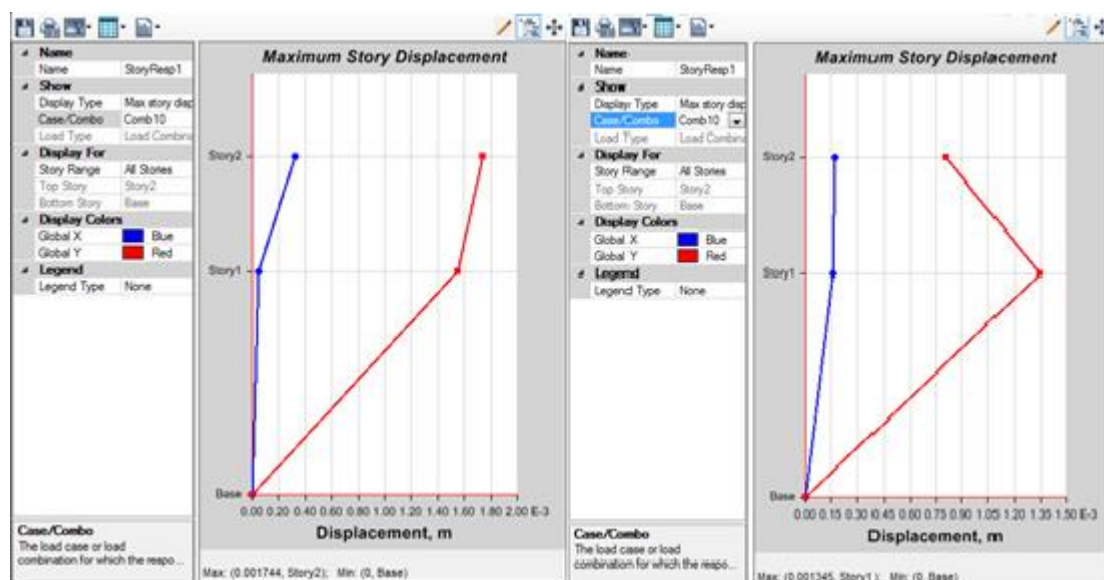 Maximum Story Displacement
Name
Name StoryResp1
Show
Display Type Max story disp
Case/Combo Comb10
Load Type Load Combina
Display For
Story Range All Stories
Top Story Story2
Bottom Story Base
Display Colors
Global X Blue
Global Y Red
Legend
Legend Type None
Story2
Story1
Base
0.00 0.20 0.30 0.60 0.80 1.00 1.20 1.40 1.60 1.80 2.00 E-3
Displacement, m
Case/Combo
The load case or load
combination for which the respo...
Max: (0.001744, Story2); Min: (0, Base)
Maximum Story Displacement
Name
Name StoryResp1
Show
Display Type Max story disp
Case/Combo Comb10
Load Type Load Combina
Display For
Story Range All Stories
Top Story Story2
Bottom Story Base
Display Colors
Global X Blue
Global Y Red
Legend
Legend Type None
Story2
Story1
Base
0.00 0.15 0.30 0.45 0.60 0.75 0.90 1.05 1.20 1.35 1.50 E-3
Displacement, m
Case/Combo
The load case or load
combination for which the respo...
Max: (0.001345, Story1); Min: (0, Base)